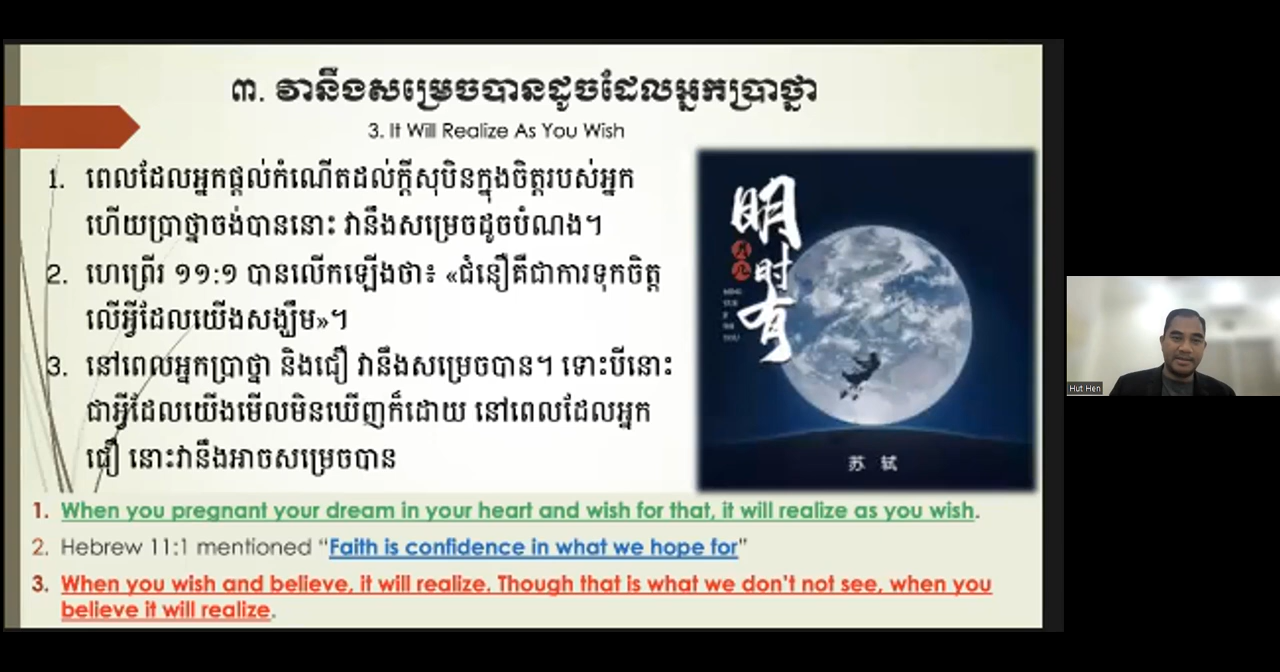 ៣. វានឹងសម្រេចបានដូចដែលអ្នកប្រាថ្នា
3. It Will Realize As You Wish
1. ពេលដែលអ្នកផ្តល់កំណើតដល់ក្តីសុបិនក្នុងចិត្តរបស់អ្នក
ហើយប្រាថ្នាចង់បាននោះ វានឹងសម្រេចដូចបំណង។
2. ហេព្រើរ ១១:១ បានលើកឡើងថា៖ «ជំនឿគឺជាការទុកចិត្ត
លើអ្វីដែលយើងសង្ឃឹម»។
3. នៅពេលអ្នកប្រាថ្នា និងជឿ វានឹងសម្រេចបាន។ ទោះបីនោះ
ជាអ្វីដែលយើងមើលមិនឃើញក៏ដោយ នៅពេលដែលអ្នក
ជឿ នោះវានឹងអាចសម្រេចបាន
明
时
有
苏 轼
1. When you pregnant your dream in your heart and wish for that, it will realize as you wish.
2. Hebrew 11:1 mentioned “Faith is confidence in what we hope for”
3. When you wish and believe, it will realize. Though that is what we don't not see, when you
believe it will realize.
Hut Hen